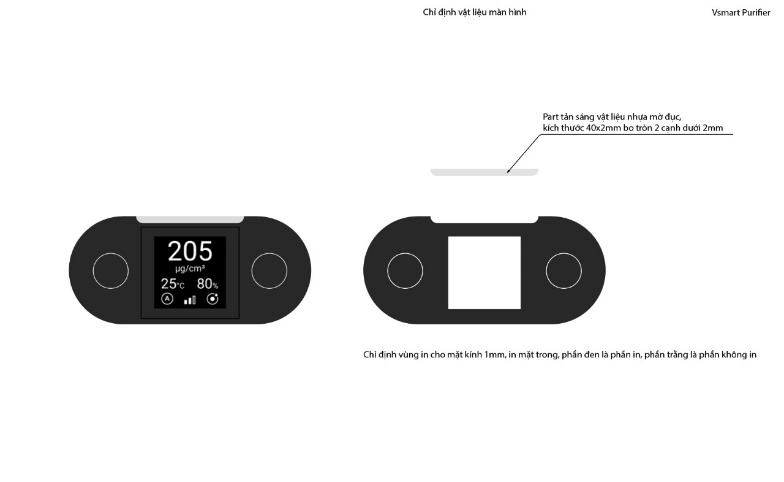 Chỉ định vật liệu màn hình
Vsmart Purifier
Part tản sáng vật liệu nhựa mờ đục,
kích thước 40x2mm bo tròn 2 cạnh dưới 2mm
205
µg/cm³
25°C 80%
A
Chỉ định vùng in cho mặt kính 1mm, in mặt trong, phần đen là phần in, phần trằng là phần không in